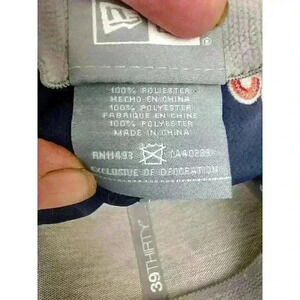 100% POLYESTER
HECHO EN CHINA
100% POLYESTER
FABRIQUE EN CHINE
100% POLYESTER
MADE IN CHINA
RN11493 CA40289
EXCLUSIVE OF DECORATION
39THIRTY